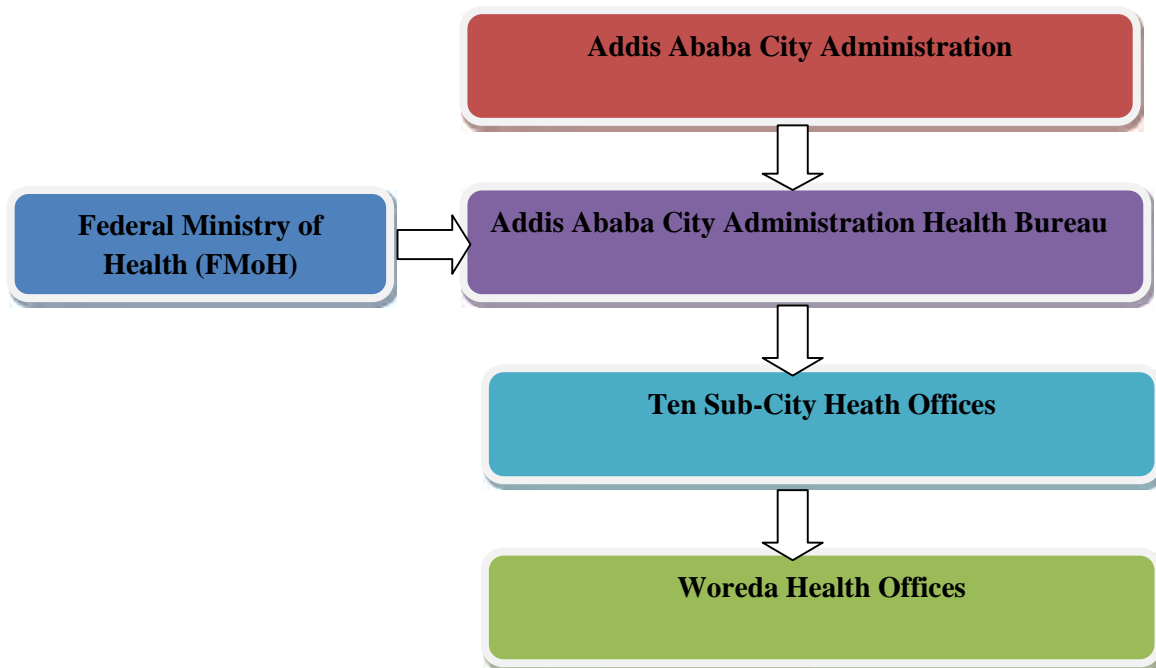 Addis Ababa City Administration
Federal Ministry of
Health (FMoH)
Addis Ababa City Administration Health Bureau
Ten Sub-City Heath Offices
Woreda Health Offices